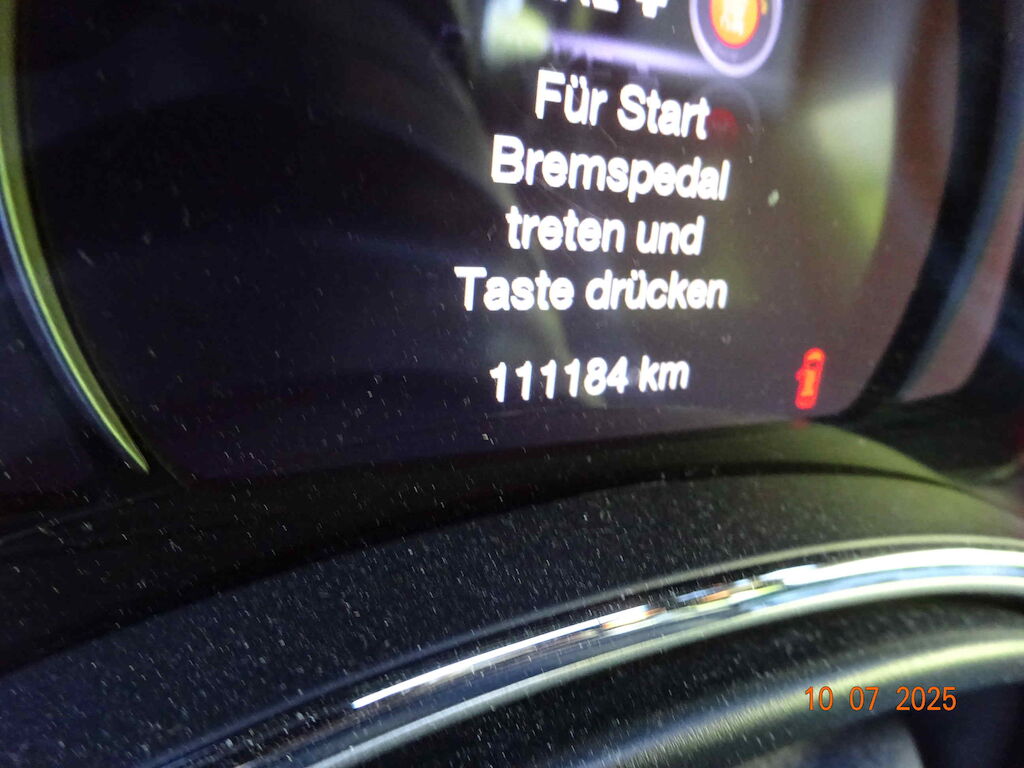 Für Start
Bremspedal
treten und
Taste drücken
111184 km
10 07 2025